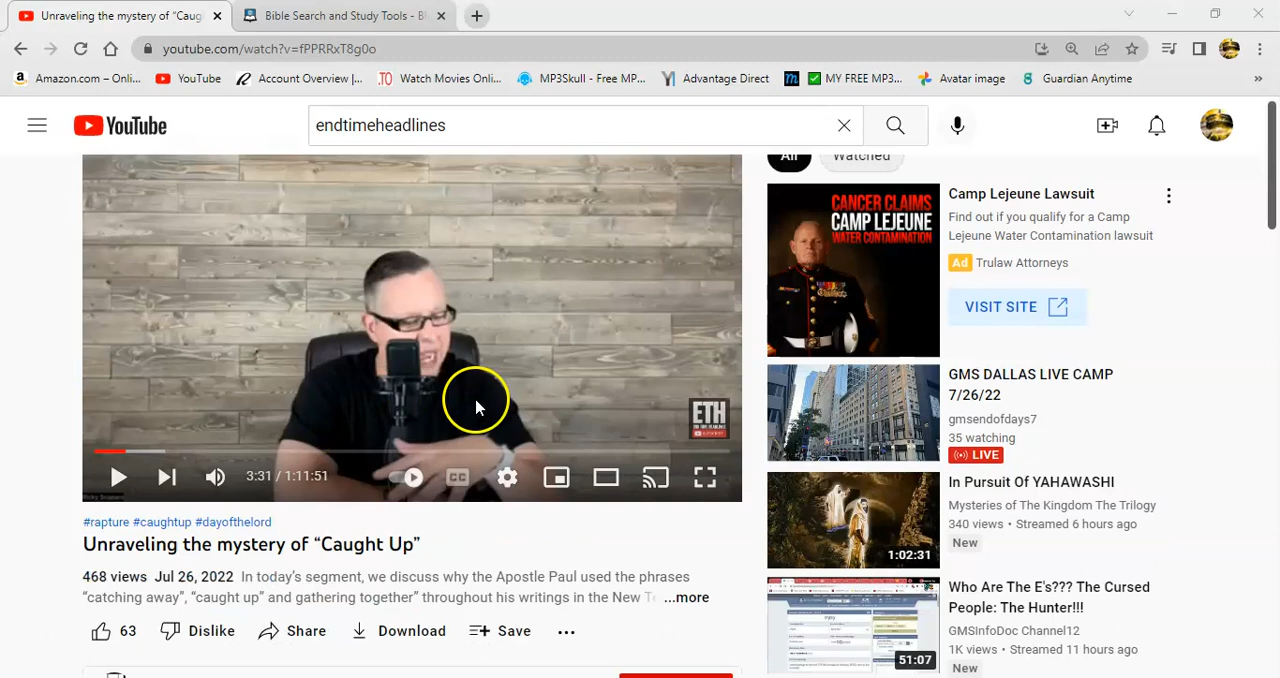 Unraveling the mystery of “Caug
Bible Search and Study Tools - Bl
youtube.com/watch?v=fPPRRxT8g0o
Amazon.com – Onli...
YouTube
Account Overview |...
Watch Movies Onli...
MP3Skull - Free MP...
Advantage Direct
MY FREE MP3...
Avatar image
Guardian Anytime
YouTube
endtimeheadlines
All
Watched
CANCER CLAIMS
CAMP LEJEUNE
WATER CONTAMINATION
Camp Lejeune Lawsuit
Find out if you qualify for a Camp
Lejeune Water Contamination lawsuit
Ad Trulaw Attorneys
VISIT SITE
ETH
3:31 / 1:11:51
CC
GMS DALLAS LIVE CAMP
7/26/22
gmsendofdays7
35 watching
LIVE
In Pursuit Of YAHAWASHI
Mysteries of The Kingdom The Trilogy
340 views • Streamed 6 hours ago
New
1:02:31
Who Are The E's??? The Cursed
People: The Hunter!!!
GMSInfoDoc Channel12
1K views • Streamed 11 hours ago
New
51:07
#rapture #caughtup #dayofthelord
Unraveling the mystery of “Caught Up”
468 views Jul 26, 2022 In today’s segment, we discuss why the Apostle Paul used the phrases
away”, “caught up” and gathering together” throughout his writings in the New Te ...more
Dislike
Share
Download
Save